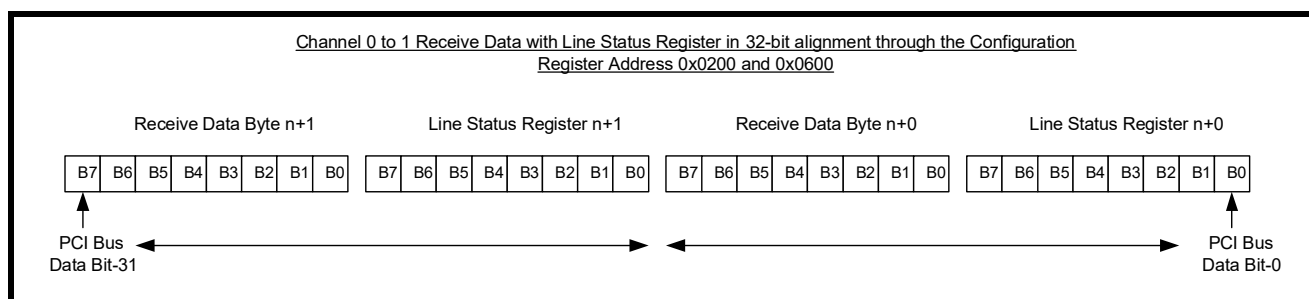 Channel 0 to 1 Receive Data with Line Status Register in 32-bit alignment through the Configuration
Register Address 0x0200 and 0x0600
Receive Data Byte n+1 Line Status Register n+1 Receive Data Byte n+0 Line Status Register n+0
B7 B6 B5 B4 B3 B2 B1 B0 B7 B6 B5 B4 B3 B2 B1 B0 B7 B6 B5 B4 B3 B2 B1 B0 B7 B6 B5 B4 B3 B2 B1 B0
PCI Bus PCI Bus
Data Bit-31 Data Bit-0